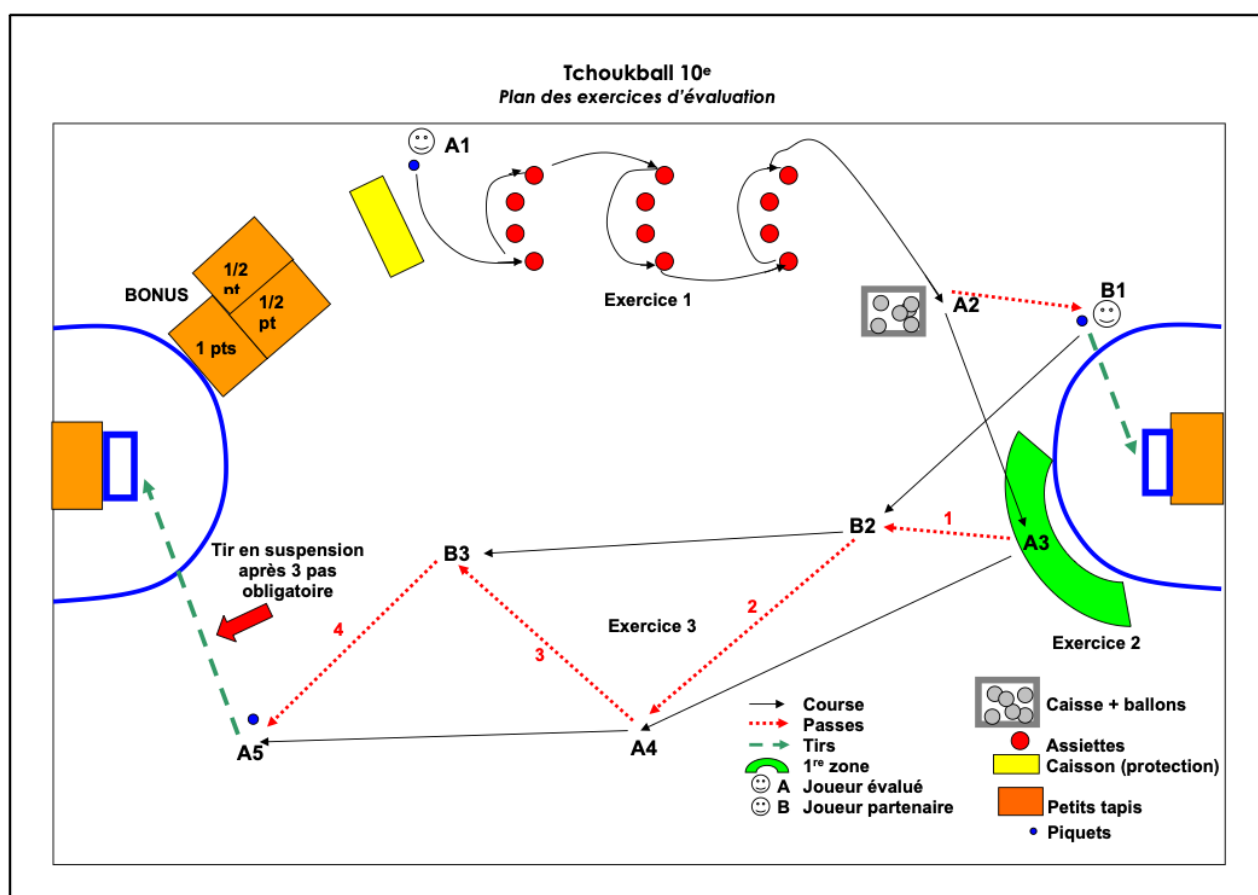 Tchoukball 10e
Plan des exercices d'évaluation
A1
1/2
pt
BONUS
1/2
pt
1 pts
Exercice 1
A2
B1
B2
1
A3
B3
Tir en suspension
après 3 pas
obligatoire
2
4
Exercice 3
3
Exercice 2
A5
A4
Course
Passes
Tirs
1re zone
A Joueur évalué
B Joueur partenaire
Caisse + ballons
Assiettes
Caisson (protection)
Petits tapis
Piquets